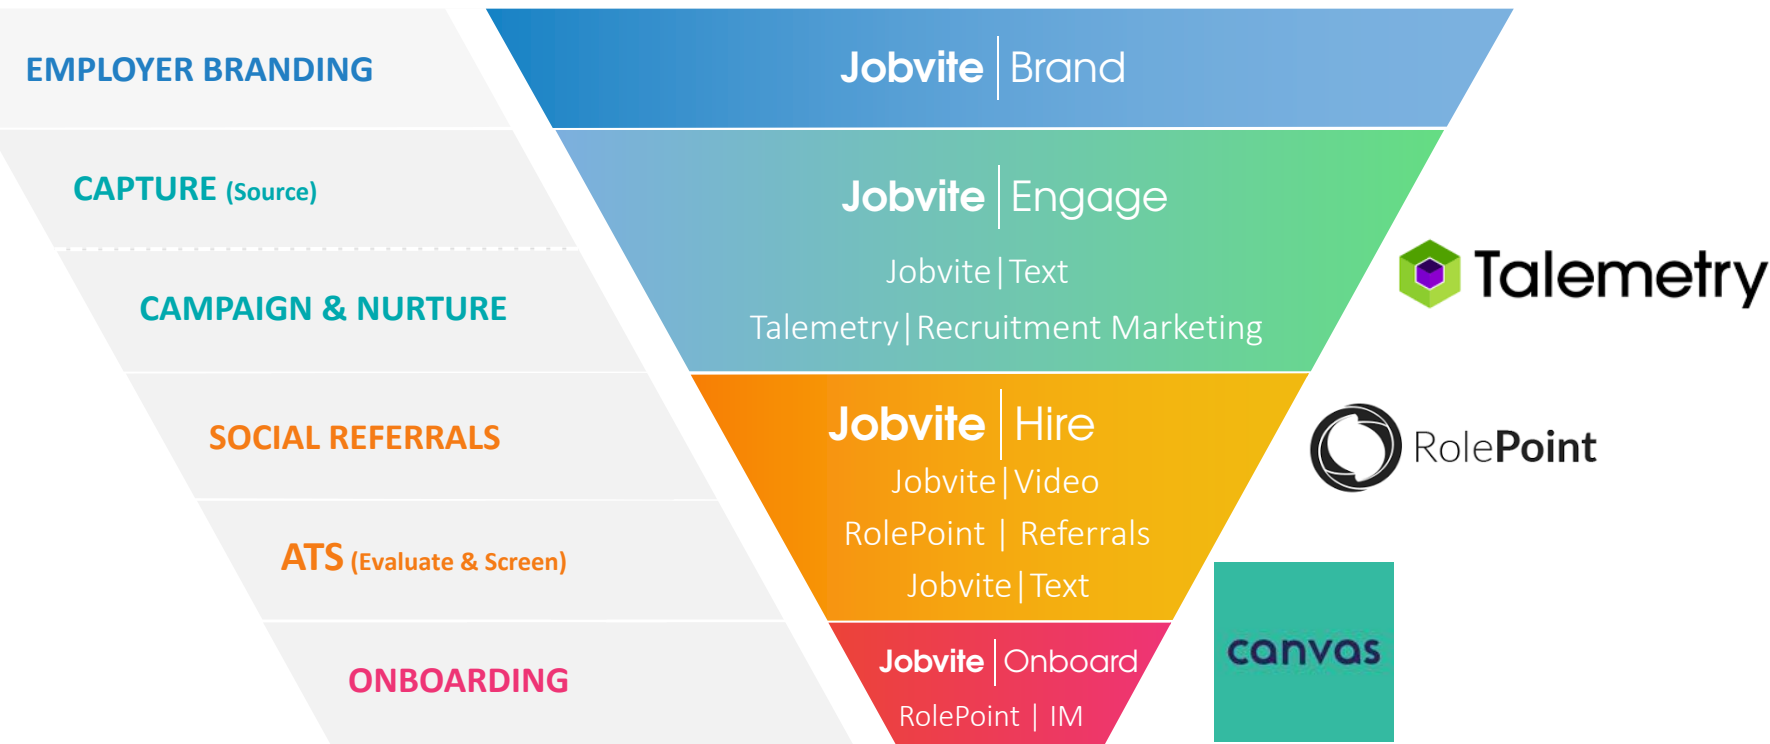 EMPLOYER BRANDING
Jobvite|Brand
CAPTURE (Source)
Jobvite|Engage
Jobvite|Text
CAMPAIGN & NURTURE
Talemetry|Recruitment Marketing
Talemetry
SOCIAL REFERRALS
Jobvite|Hire
Jobvite|Video
RolePoint
RolePoint | Referrals
ATS (Evaluate & Screen)
Jobvite|Text
ONBOARDING
Jobvite|Onboard
RolePoint | IM
canvas